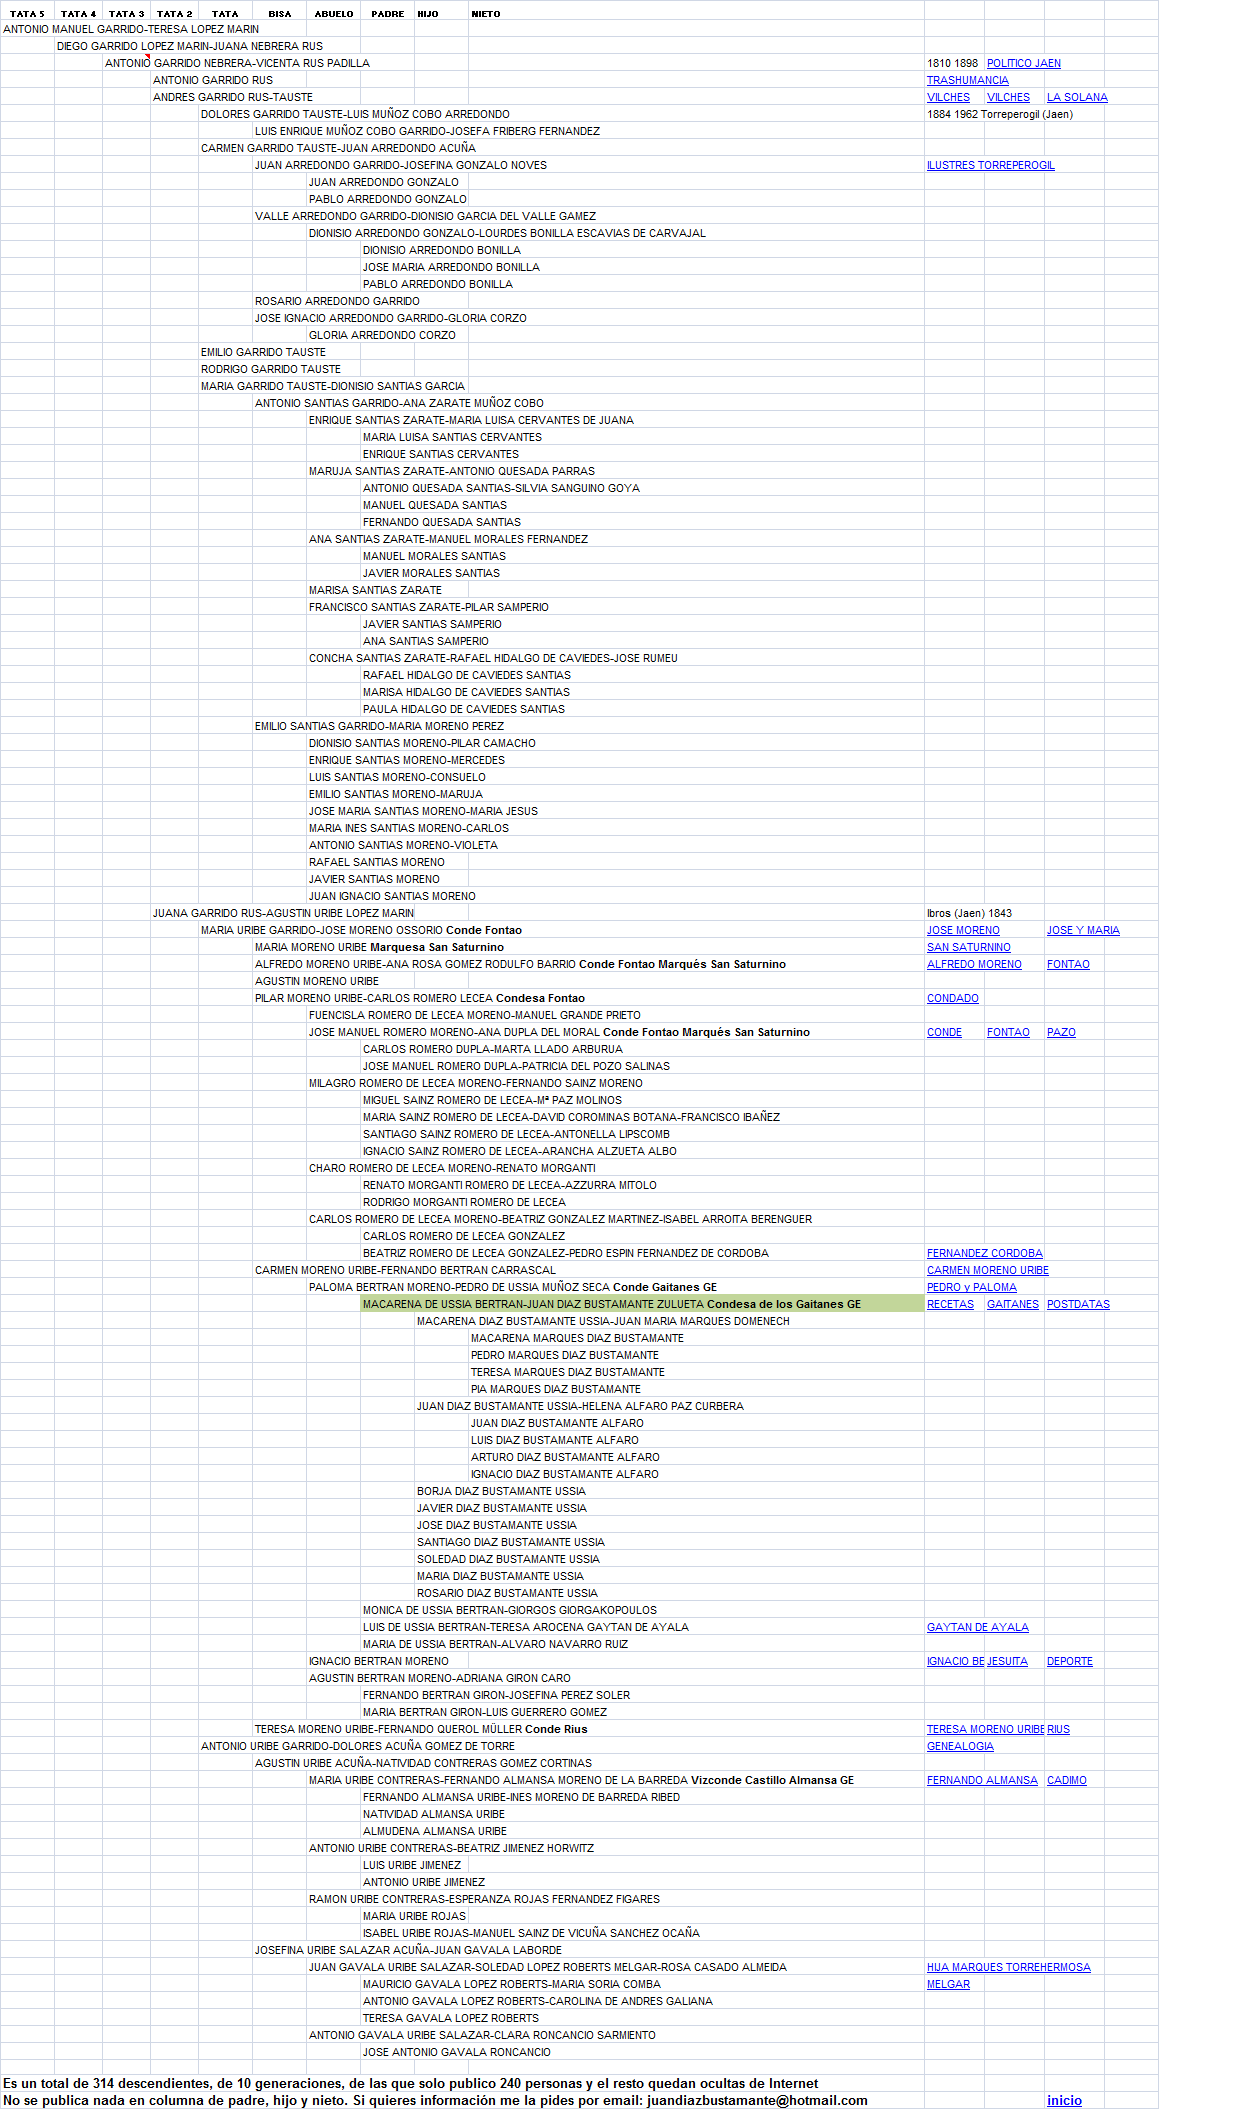 TATA 5 TATA 4 TATA 3 TATA 2 TATA BISA ABUELO PADRE HIJO NIETO
ANTONIO MANUEL GARRIDO-TERESA LOPEZ MARIN
DIEGO GARRIDO LOPEZ MARIN-JUANA NEBRERA RUS
ANTONIO GARRIDO NEBRERA-VICENTA RUS PADILLA 1810 1898 POLITICO JAEN
ANTONIO GARRIDO RUS TRASHUMANCIA
ANDRES GARRIDO RUS-TAUSTE VILCHES VILCHES LA SOLANA
DOLORES GARRIDO TAUSTE-LUIS MUÑOZ COBO ARREDONDO 1884 1962 Torreperogil (Jaen)
LUIS ENRIQUE MUÑOZ COBO GARRIDO-JOSEFA FRIBERG FERNANDEZ
CARMEN GARRIDO TAUSTE-JUAN ARREDONDO ACUÑA
JUAN ARREDONDO GARRIDO-JOSEFINA GONZALO NOVES ILUSTRES TORREPEROGIL
JUAN ARREDONDO GONZALO
PABLO ARREDONDO GONZALO
VALLE ARREDONDO GARRIDO-DIONISIO GARCIA DEL VALLE GAMEZ
DIONISIO ARREDONDO GONZALO-LOURDES BONILLA ESCAVIAS DE CARVAJAL
DIONISIO ARREDONDO BONILLA
JOSE MARIA ARREDONDO BONILLA
PABLO ARREDONDO BONILLA
ROSARIO ARREDONDO GARRIDO
JOSE IGNACIO ARREDONDO GARRIDO-GLORIA CORZO
GLORIA ARREDONDO CORZO
EMILIO GARRIDO TAUSTE
RODRIGO GARRIDO TAUSTE
MARIA GARRIDO TAUSTE-DIONISIO SANTIAS GARCIA
ANTONIO SANTIAS GARRIDO-ANA ZARATE MUÑOZ COBO
ENRIQUE SANTIAS ZARATE-MARIA LUISA CERVANTES DE JUANA
MARIA LUISA SANTIAS CERVANTES
ENRIQUE SANTIAS CERVANTES
MARUJA SANTIAS ZARATE-ANTONIO QUESADA PARRAS
ANTONIO QUESADA SANTIAS-SILVIA SANGUINO GOYA
MANUEL QUESADA SANTIAS
FERNANDO QUESADA SANTIAS
ANA SANTIAS ZARATE-MANUEL MORALES FERNANDEZ
MANUEL MORALES SANTIAS
JAVIER MORALES SANTIAS
MARISA SANTIAS ZARATE
FRANCISCO SANTIAS ZARATE-PILAR SAMPERIO
JAVIER SANTIAS SAMPERIO
ANA SANTIAS SAMPERIO
CONCHA SANTIAS ZARATE-RAFAEL HIDALGO DE CAVIEDES-JOSE RUMEU
RAFAEL HIDALGO DE CAVIEDES SANTIAS
MARISA HIDALGO DE CAVIEDES SANTIAS
PAULA HIDALGO DE CAVIEDES SANTIAS
EMILIO SANTIAS GARRIDO-MARIA MORENO PEREZ
DIONISIO SANTIAS MORENO-PILAR CAMACHO
ENRIQUE SANTIAS MORENO-MERCEDES
LUIS SANTIAS MORENO-CONSUELO
EMILIO SANTIAS MORENO-MARUJA
JOSE MARIA SANTIAS MORENO-MARIA JESUS
MARIA INES SANTIAS MORENO-CARLOS
ANTONIO SANTIAS MORENO-VIOLETA
RAFAEL SANTIAS MORENO
JAVIER SANTIAS MORENO
JUAN IGNACIO SANTIAS MORENO
JUANA GARRIDO RUS-AGUSTIN URIBE LOPEZ MARIN Ibros (Jaen) 1843
MARIA URIBE GARRIDO-JOSE MORENO OSSORIO Conde Fontao JOSE MORENO JOSE Y MARIA
MARIA MORENO URIBE Marquesa San Saturnino SAN SATURNINO
ALFREDO MORENO URIBE-ANA ROSA GOMEZ RODULFO BARRIO Conde Fontao Marqués San Saturnino ALFREDO MORENO FONTAO
AGUSTIN MORENO URIBE
PILAR MORENO URIBE-CARLOS ROMERO LECEA Condesa Fontao CONDADO
FUENCISLA ROMERO DE LECEA MORENO-MANUEL GRANDE PRIETO
JOSE MANUEL ROMERO MORENO-ANA DUPLA DEL MORAL Conde Fontao Marqués San Saturnino CONDE FONTAO PAZO
CARLOS ROMERO DUPLA-MARTA LLADO ARBURUA
JOSE MANUEL ROMERO DUPLA-PATRICIA DEL POZO SALINAS
MILAGRO ROMERO DE LECEA MORENO-FERNANDO SAINZ MORENO
MIGUEL SAINZ ROMERO DE LECEA-Mª PAZ MOLINOS
MARIA SAINZ ROMERO DE LECEA-DAVID COROMINAS BOTANA-FRANCISCO IBAÑEZ
SANTIAGO SAINZ ROMERO DE LECEA-ANTONELLA LIPSCOMB
IGNACIO SAINZ ROMERO DE LECEA-ARANCHA ALZUETA ALBO
CHARO ROMERO DE LECEA MORENO-RENATO MORGANTI
RENATO MORGANTI ROMERO DE LECEA-AZZURRA MITOLO
RODRIGO MORGANTI ROMERO DE LECEA
CARLOS ROMERO DE LECEA MORENO-BEATRIZ GONZALEZ MARTINEZ-ISABEL ARROITA BERENGUER
CARLOS ROMERO DE LECEA GONZALEZ
BEATRIZ ROMERO DE LECEA GONZALEZ-PEDRO ESPIN FERNANDEZ DE CORDOBA FERNANDEZ CORDOBA
CARMEN MORENO URIBE-FERNANDO BERTRAN CARRASCAL CARMEN MORENO URIBE
PALOMA BERTRAN MORENO-PEDRO DE USSIA MUÑOZ SECA Conde Gaitanes GE PEDRO y PALOMA
MACARENA DE USSIA BERTRAN-JUAN DIAZ BUSTAMANTE ZULUETA Condesa de los Gaitanes GE RECETAS GAITANES POSTDATAS
MACARENA DIAZ BUSTAMANTE USSIA-JUAN MARIA MARQUES DOMENECH
MACARENA MARQUES DIAZ BUSTAMANTE
PEDRO MARQUES DIAZ BUSTAMANTE
TERESA MARQUES DIAZ BUSTAMANTE
PIA MARQUES DIAZ BUSTAMANTE
JUAN DIAZ BUSTAMANTE USSIA-HELENA ALFARO PAZ CURBERA
JUAN DIAZ BUSTAMANTE ALFARO
LUIS DIAZ BUSTAMANTE ALFARO
ARTURO DIAZ BUSTAMANTE ALFARO
IGNACIO DIAZ BUSTAMANTE ALFARO
BORJA DIAZ BUSTAMANTE USSIA
JAVIER DIAZ BUSTAMANTE USSIA
JOSE DIAZ BUSTAMANTE USSIA
SANTIAGO DIAZ BUSTAMANTE USSIA
SOLEDAD DIAZ BUSTAMANTE USSIA
MARIA DIAZ BUSTAMANTE USSIA
ROSARIO DIAZ BUSTAMANTE USSIA
MONICA DE USSIA BERTRAN-GIORGOS GIORGAKOPOULOS
LUIS DE USSIA BERTRAN-TERESA AROCENA GAYTAN DE AYALA GAYTAN DE AYALA
MARIA DE USSIA BERTRAN-ALVARO NAVARRO RUIZ
IGNACIO BERTRAN MORENO IGNACIO BE JESUITA DEPORTE
AGUSTIN BERTRAN MORENO-ADRIANA GIRON CARO
FERNANDO BERTRAN GIRON-JOSEFINA PEREZ SOLER
MARIA BERTRAN GIRON-LUIS GUERRERO GOMEZ
TERESA MORENO URIBE-FERNANDO QUEROL MÜLLER Conde Rius TERESA MORENO URIBE RIUS
ANTONIO URIBE GARRIDO-DOLORES ACUÑA GOMEZ DE TORRE GENEALOGIA
AGUSTIN URIBE ACUÑA-NATIVIDAD CONTRERAS GOMEZ CORTINAS
MARIA URIBE CONTRERAS-FERNANDO ALMANSA MORENO DE LA BARREDA Vizconde Castillo Almansa GE FERNANDO ALMANSA CADIMO
FERNANDO ALMANSA URIBE-INES MORENO DE BARREDA RIBED
NATIVIDAD ALMANSA URIBE
ALMUDENA ALMANSA URIBE
ANTONIO URIBE CONTRERAS-BEATRIZ JIMENEZ HORWITZ
LUIS URIBE JIMENEZ
ANTONIO URIBE JIMENEZ
RAMON URIBE CONTRERAS-ESPERANZA ROJAS FERNANDEZ FIGARES
MARIA URIBE ROJAS
ISABEL URIBE ROJAS-MANUEL SAINZ DE VICUÑA SANCHEZ OCAÑA
JOSEFINA URIBE SALAZAR ACUÑA-JUAN GAVALA LABORDE
JUAN GAVALA URIBE SALAZAR-SOLEDAD LOPEZ ROBERTS MELGAR-ROSA CASADO ALMEIDA HIJA MARQUES TORREHERMOSA
MAURICIO GAVALA LOPEZ ROBERTS-MARIA SORIA COMBA MELGAR
ANTONIO GAVALA LOPEZ ROBERTS-CAROLINA DE ANDRES GALIANA
TERESA GAVALA LOPEZ ROBERTS
ANTONIO GAVALA URIBE SALAZAR-CLARA RONCANCIO SARMIENTO
JOSE ANTONIO GAVALA RONCANCIO
Es un total de 314 descendientes, de 10 generaciones, de las que solo publico 240 personas y el resto quedan ocultas de Internet
No se publica nada en columna de padre, hijo y nieto. Si quieres información me la pides por email: juandiazbustamante@hotmail.com inicio